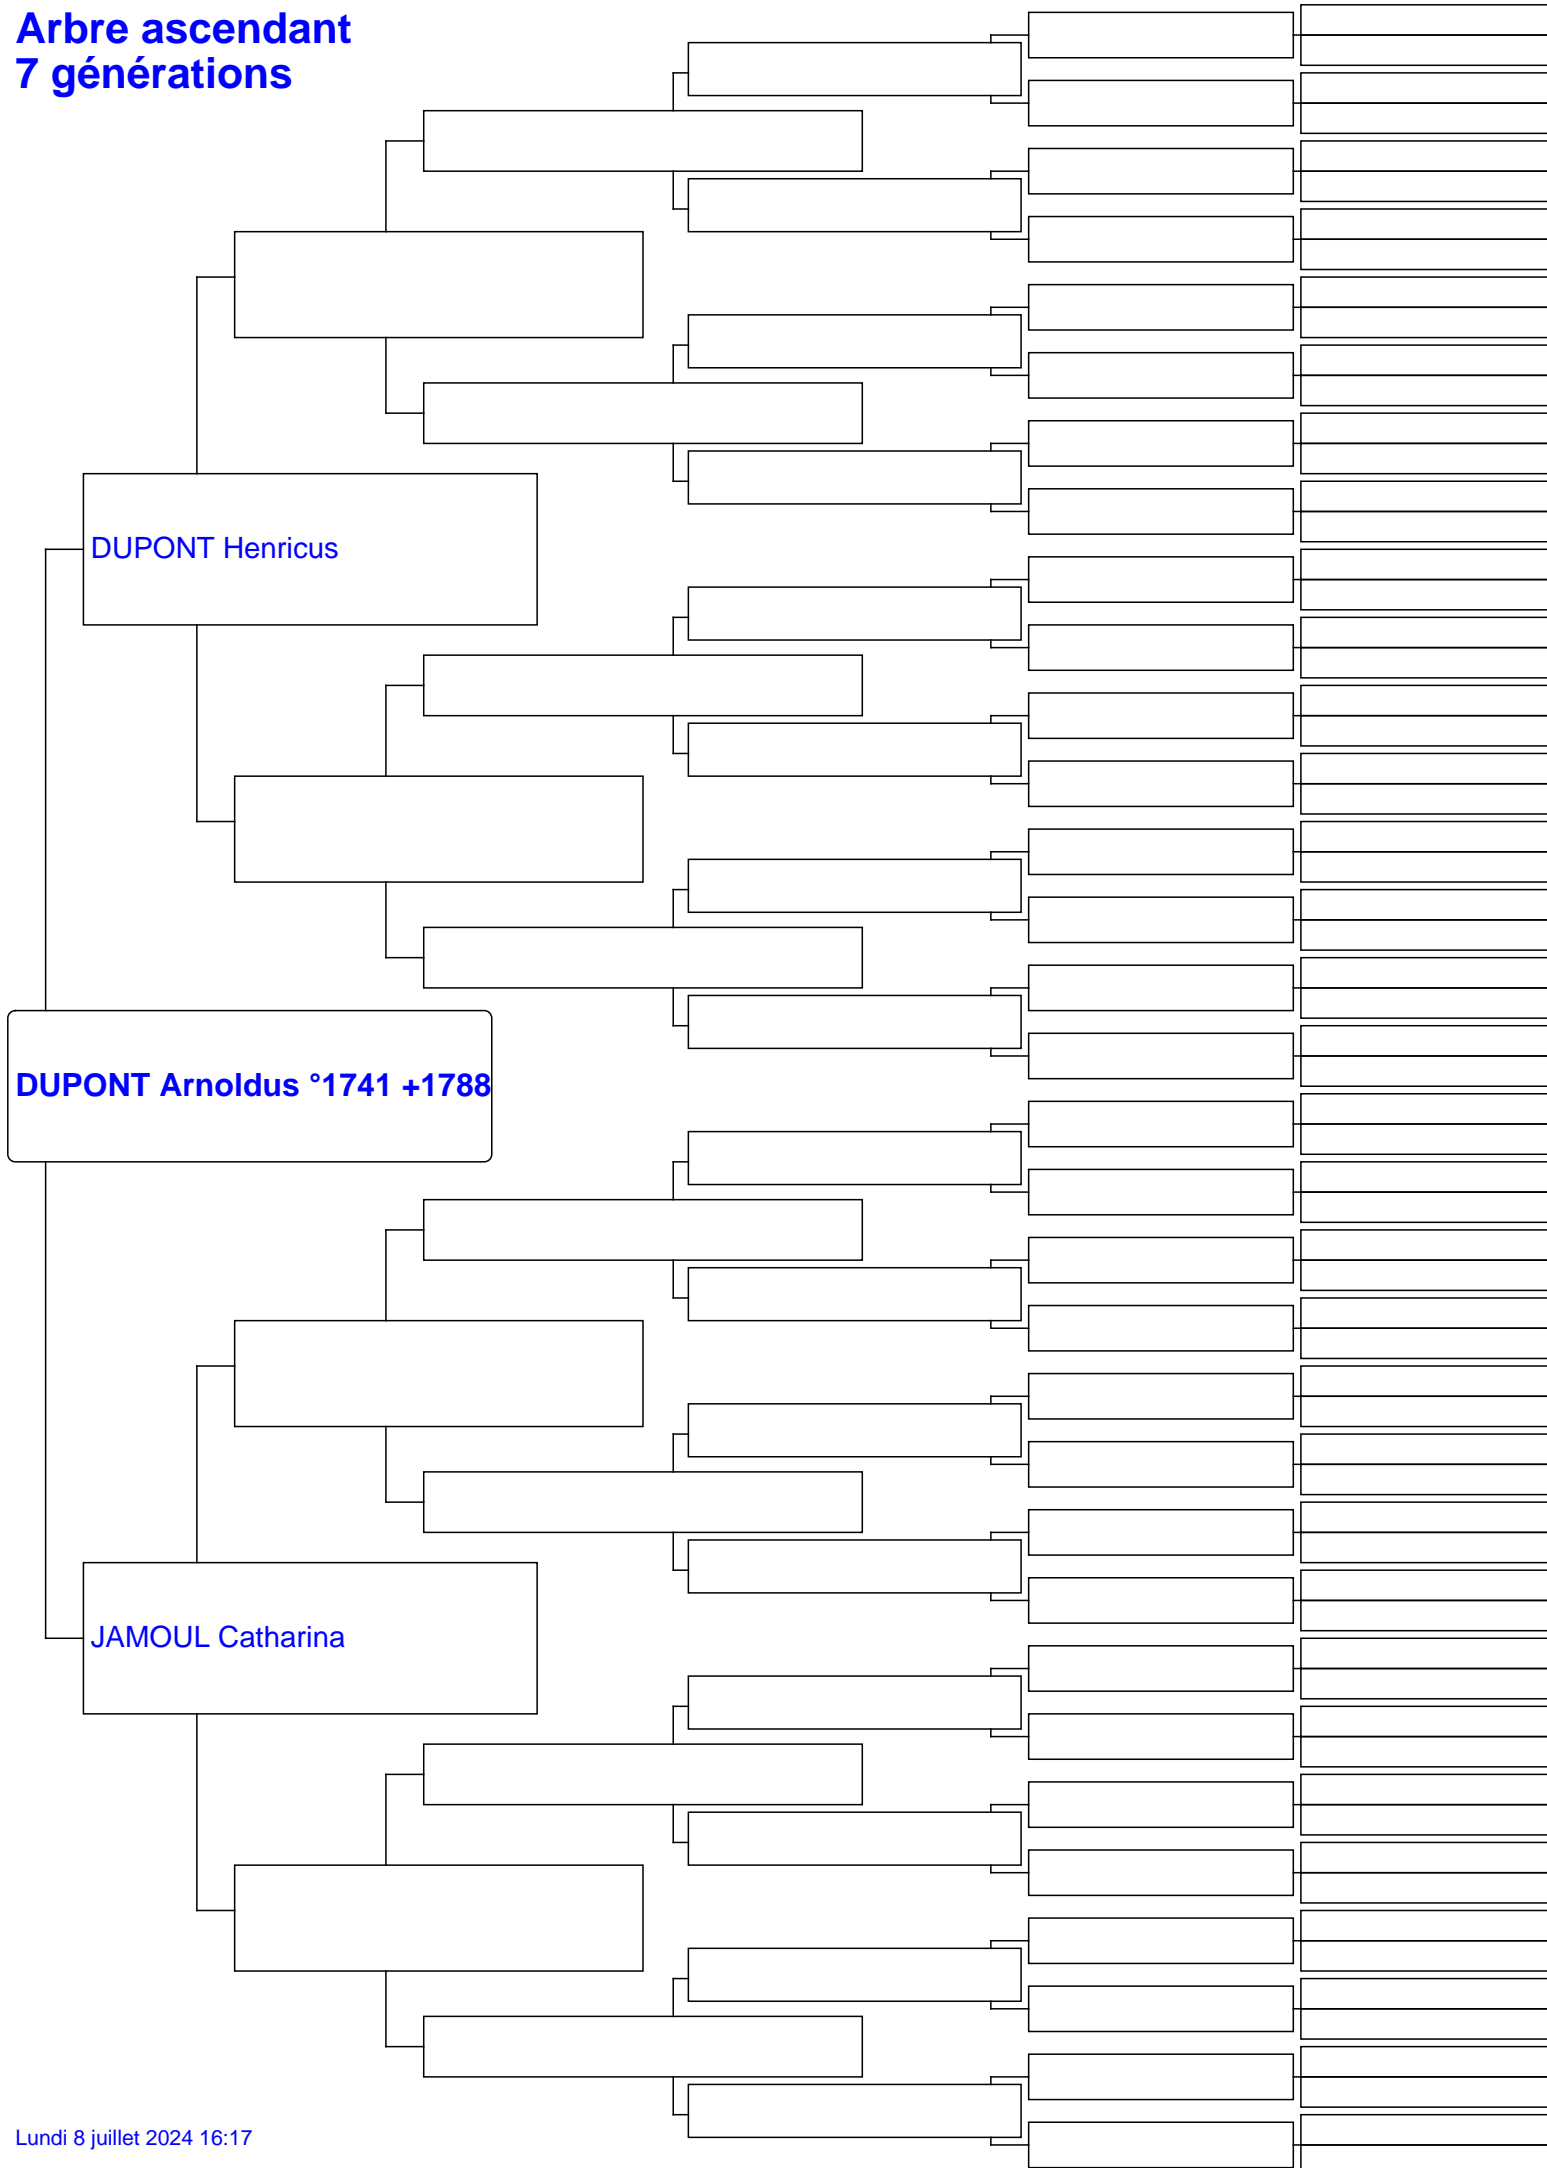 Arbre ascendant
7 générations
DUPONT Henricus
DUPONT Arnoldus °1741 +1788
JAMOUL Catharina
Lundi 8 juillet 2024 16:17